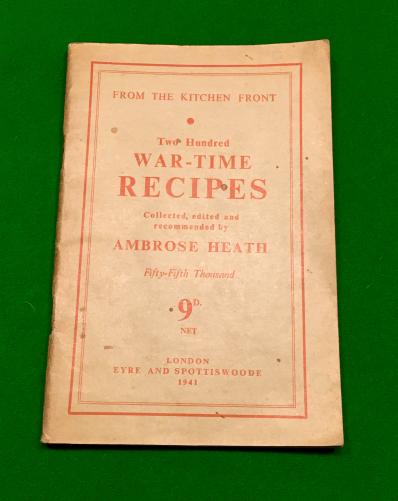 FROM THE KITCHEN FRONT
Two Hundred
WAR-TIME
RECIPES
Collected, edited and
recommended by
AMBROSE HEATH
Fifty-Fifth Thousand
9D.
NET
LONDON
EYRE AND SPOTTISWOODE
1941